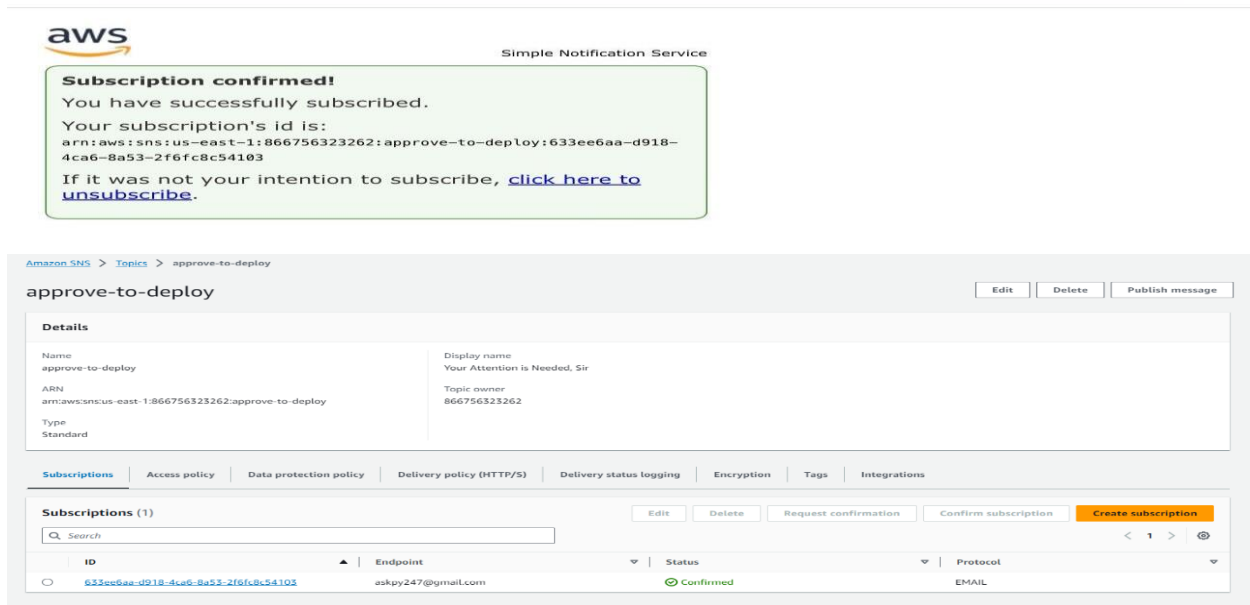 aws
Simple Notification Service
Subscription confirmed!
You have successfully subscribed.
Your subscription's id is:
arn:aws:sns:us-east-1:866756323262:approve-to-deploy:633ee6aa-d918-
4ca6-8a53-2f6fc8c54103
If it was not your intention to subscribe, click here to
unsubscribe.
Amazon SNS > Topics > approve-to-deploy
approve-to-deploy
Edit Delete Publish message
Details
Name
approve-to-deploy
Display name
Your Attention is Needed, Sir
ARN
arn:aws:sns:us-east-1:866756323262:approve-to-deploy
Topic owner
866756323262
Type
Standard
Subscriptions Access policy Data protection policy Delivery policy (HTTP/S) Delivery status logging Encryption Tags Integrations
Subscriptions (1)
Edit Delete Request confirmation Confirm subscription Create subscription
Search
< 1 >
ID Endpoint Status Protocol
633ee6aa-d918-4ca6-8a53-2f6fc8c54103 askpy247@gmail.com Confirmed EMAIL